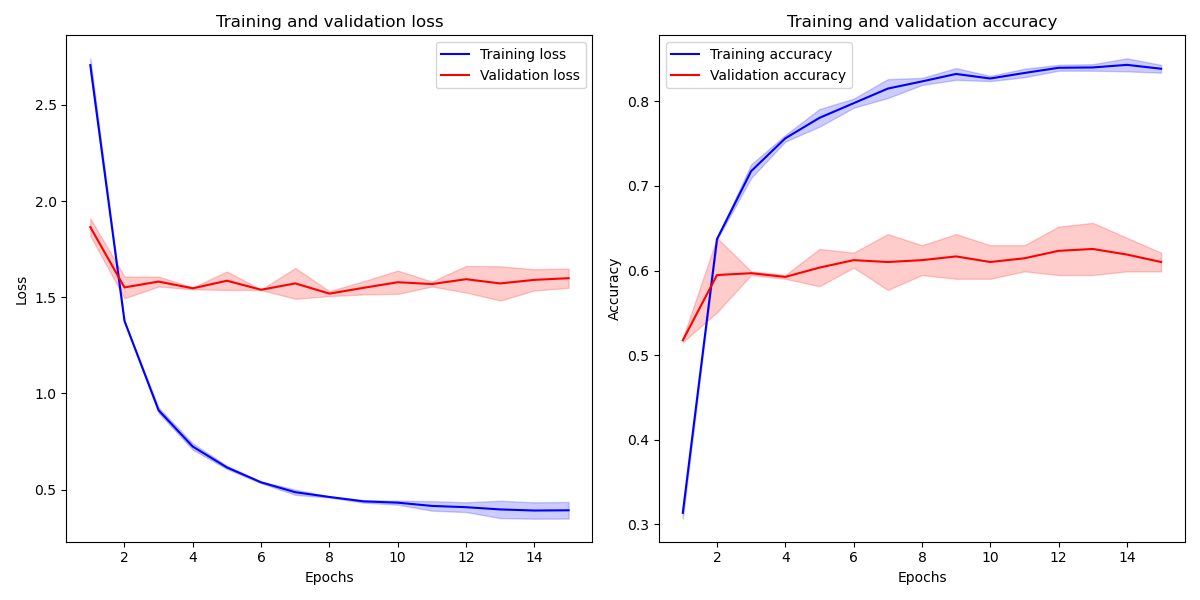 Training and validation loss
Training loss
Validation loss
2.5
2.0
1.5
1.0
0.5
Loss
2 4 6 8 10 12 14
Epochs
Training and validation accuracy
Training accuracy
Validation accuracy
0.8
0.7
0.6
0.5
0.4
0.3
Accuracy
2 4 6 8 10 12 14
Epochs